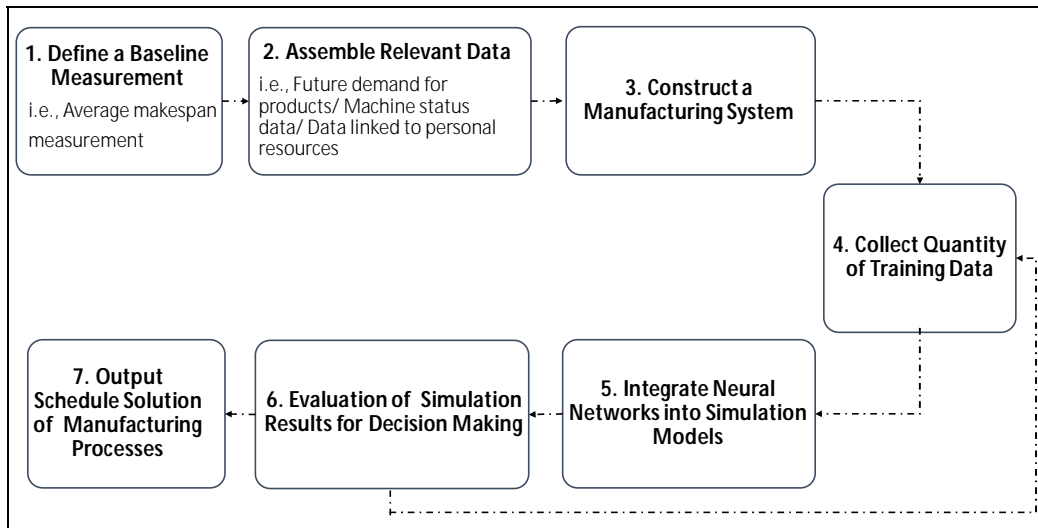 1. Define a Baseline
Measurement
i.e., Average makespan
measurement
2. Assemble Relevant Data
i.e., Future demand for
products/ Machine status
data/ Data linked to personal
resources
3. Construct a
Manufacturing System
4. Collect Quantity
of Training Data
5. Integrate Neural
Networks into Simulation
Models
6. Evaluation of Simulation
Results for Decision Making
7. Output
Schedule Solution
of Manufacturing
Processes